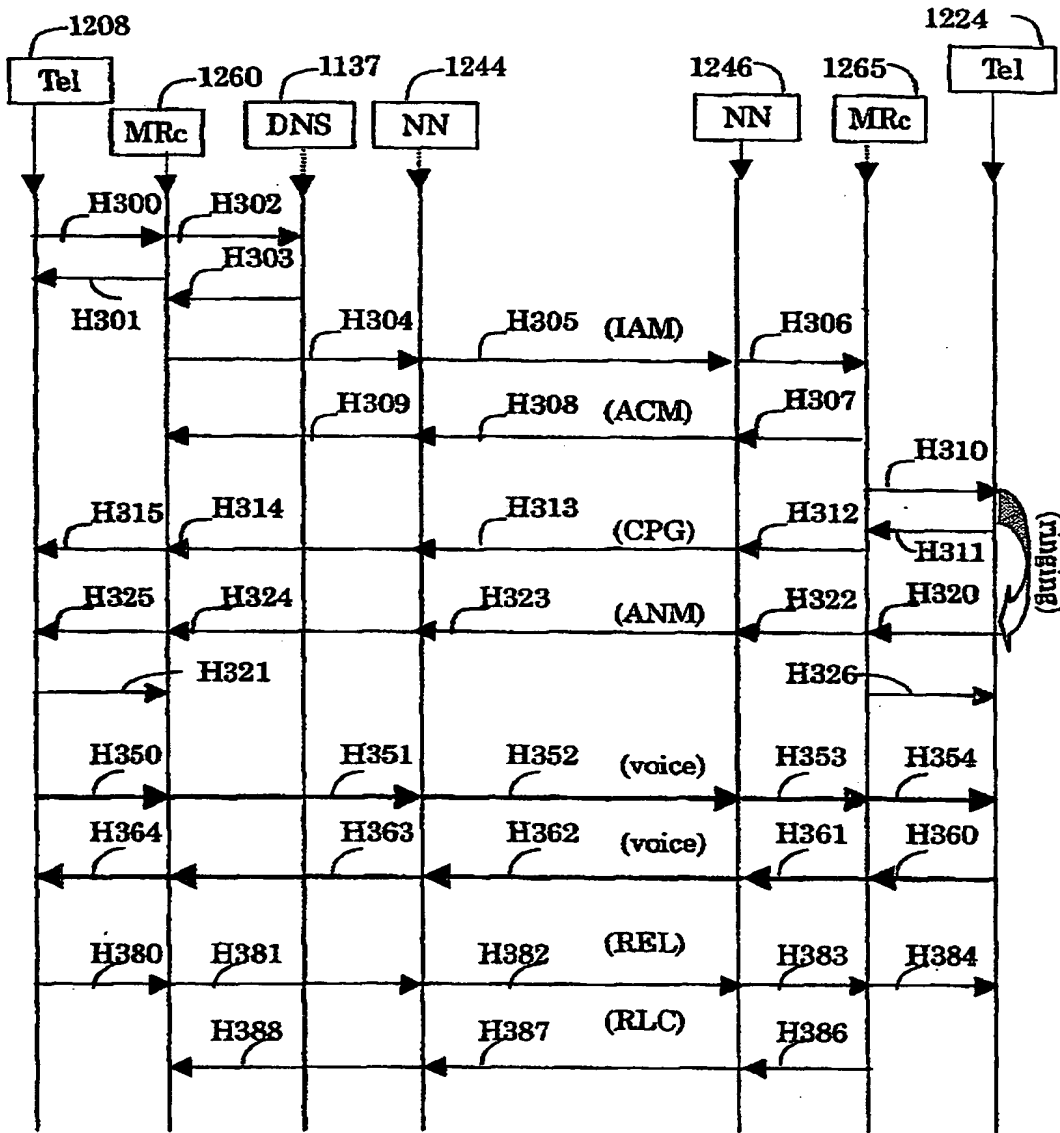 1208
1224
1260
1137
1244
1246
1265
Tel
Tel
MRc
DNS
NN
NN
MRc
H300
H302
H303
H301
H304
H305
(IAM)
H306
H309
H308
(ACM)
H307
H310
H315
H314
H313
(CPG)
H312
H311
(ringing)
H325
H324
H323
(ANM)
H322
H320
H321
H326
H350
H351
H352
(voice)
H353
H354
H364
H363
H362
(voice)
H361
H360
H380
H381
H382
(REL)
H383
H384
H388
H387
(RLC)
H386